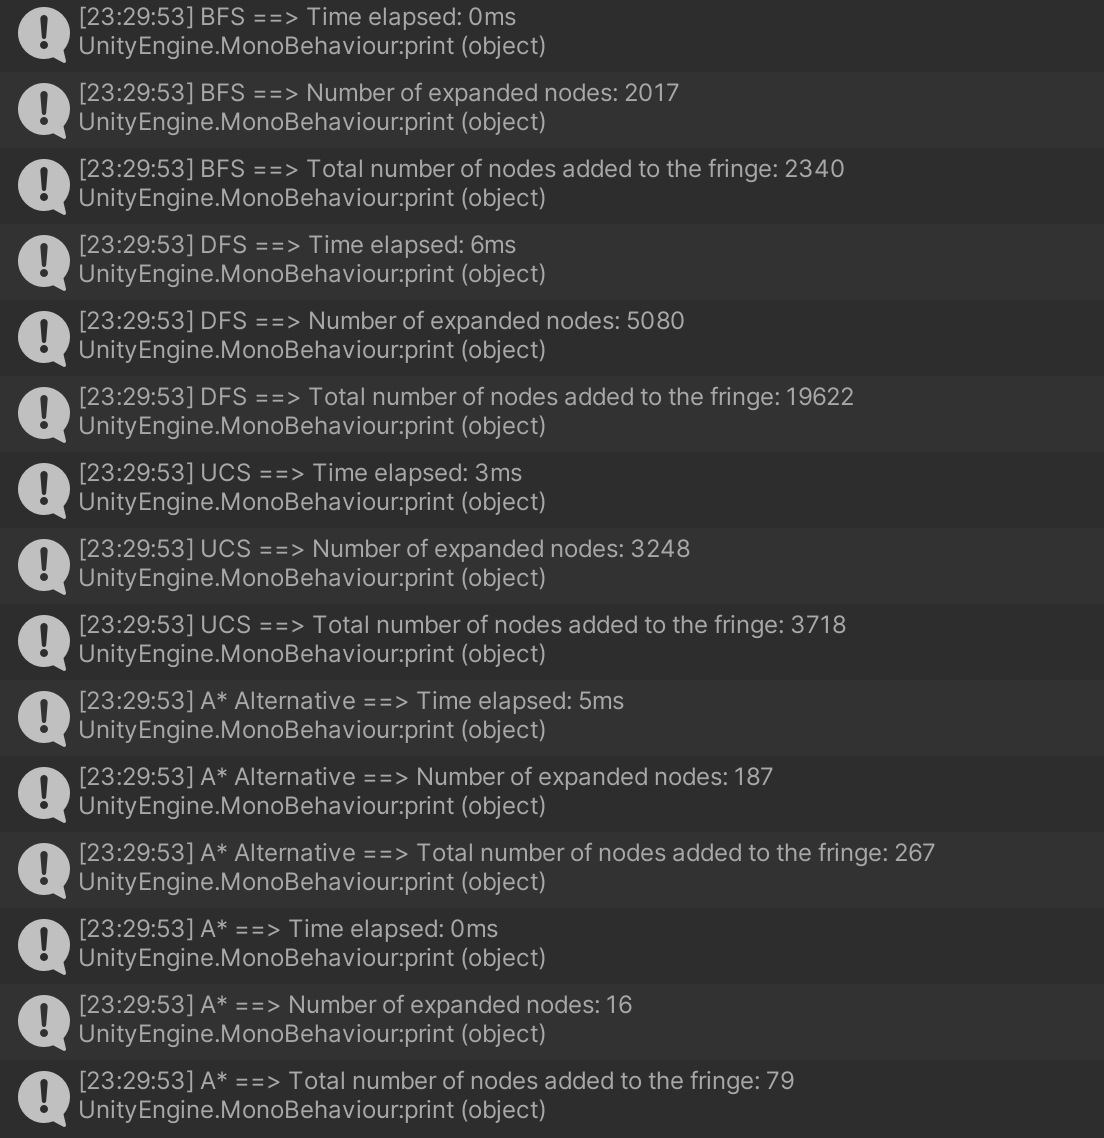 [23:29:53] BFS ==> Time elapsed: 0ms
UnityEngine.MonoBehaviour:print (object)
[23:29:53] BFS ==> Number of expanded nodes: 2017
UnityEngine.MonoBehaviour:print (object)
[23:29:53] BFS ==> Total number of nodes added to the fringe: 2340
UnityEngine.MonoBehaviour:print (object)
[23:29:53] DFS ==> Time elapsed: 6ms
UnityEngine.MonoBehaviour:print (object)
[23:29:53] DFS ==> Number of expanded nodes: 5080
UnityEngine.MonoBehaviour:print (object)
[23:29:53] DFS ==> Total number of nodes added to the fringe: 19622
UnityEngine.MonoBehaviour:print (object)
[23:29:53] UCS ==> Time elapsed: 3ms
UnityEngine.MonoBehaviour:print (object)
[23:29:53] UCS ==> Number of expanded nodes: 3248
UnityEngine.MonoBehaviour:print (object)
[23:29:53] UCS ==> Total number of nodes added to the fringe: 3718
UnityEngine.MonoBehaviour:print (object)
[23:29:53] A* Alternative ==> Time elapsed: 5ms
UnityEngine.MonoBehaviour:print (object)
[23:29:53] A* Alternative ==> Number of expanded nodes: 187
UnityEngine.MonoBehaviour:print (object)
[23:29:53] A* Alternative ==> Total number of nodes added to the fringe: 267
UnityEngine.MonoBehaviour:print (object)
[23:29:53] A* ==> Time elapsed: 0ms
UnityEngine.MonoBehaviour:print (object)
[23:29:53] A* ==> Number of expanded nodes: 16
UnityEngine.MonoBehaviour:print (object)
[23:29:53] A* ==> Total number of nodes added to the fringe: 79
UnityEngine.MonoBehaviour:print (object)